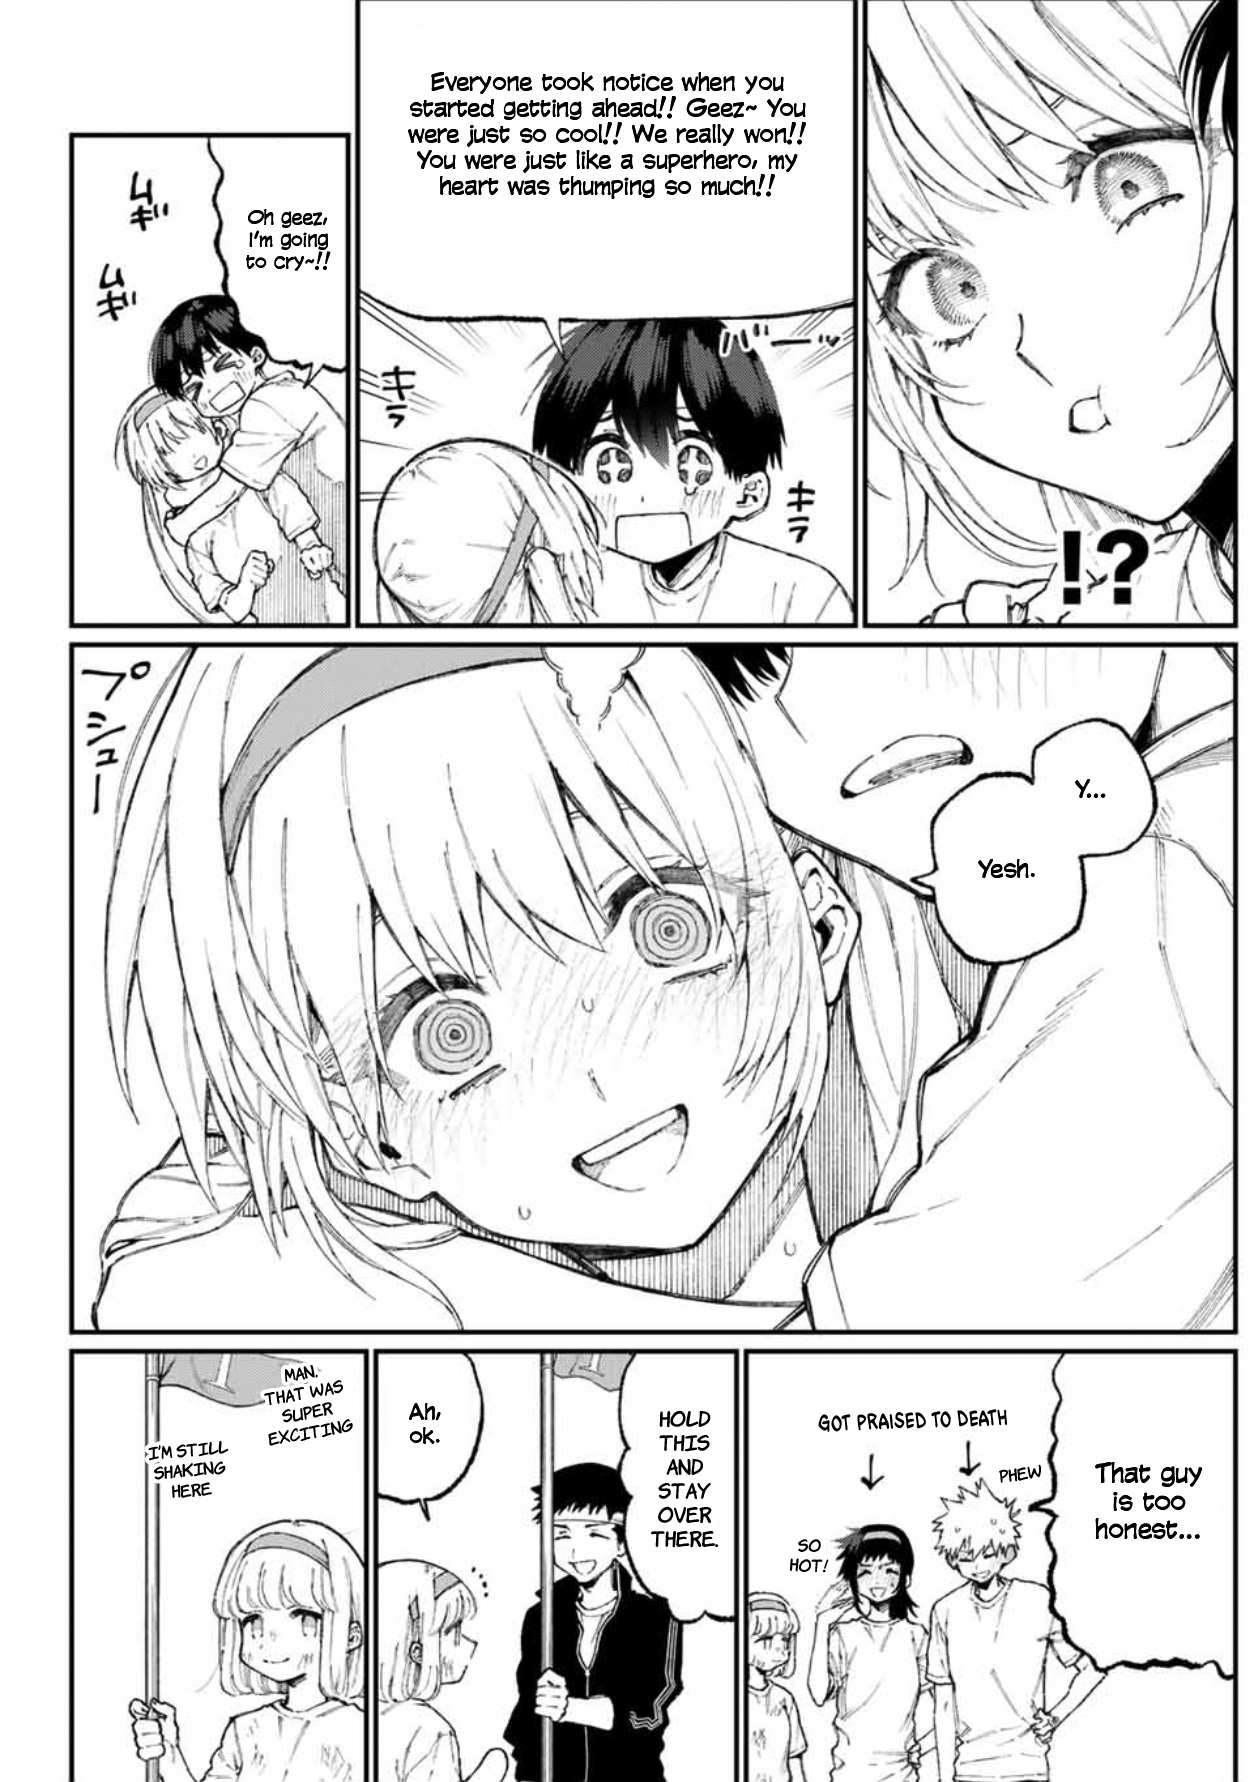 !?
Everyone took notice when you
started getting ahead!! Geez~ You
were just so cool!! We really won!!
You were just like a superhero, my
heart was thumping so much!!
バーッ
キラ
キラ
Oh geez,
I'm going
to cry~!!
ムギ
ムギ
Y...
Yesh.
プシュー
That guy
is too
honest...
GOT PRAISED TO DEATH
PHEW
SO
HOT!
HOLD
THIS
AND
STAY
OVER
THERE.
1
Ah,
ok.
MAN.
THAT WAS
SUPER
EXCITING
1
I'M STILL
SHAKING
HERE